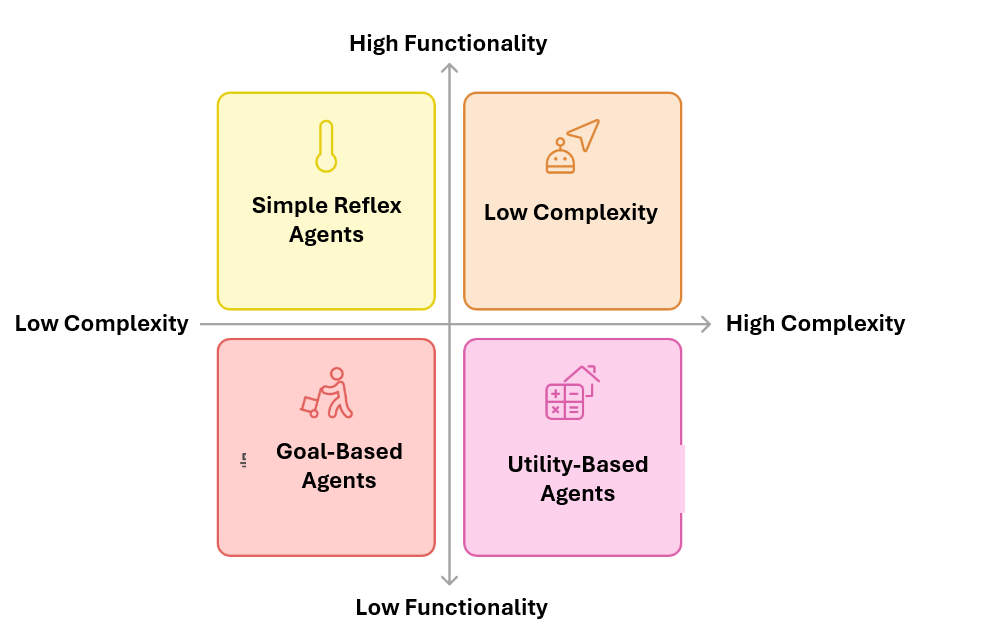 High Functionality
Simple Reflex
Agents
Low Complexity
Low Complexity
High Complexity
Goal-Based
Agents
Utility-Based
Agents
Low Functionality